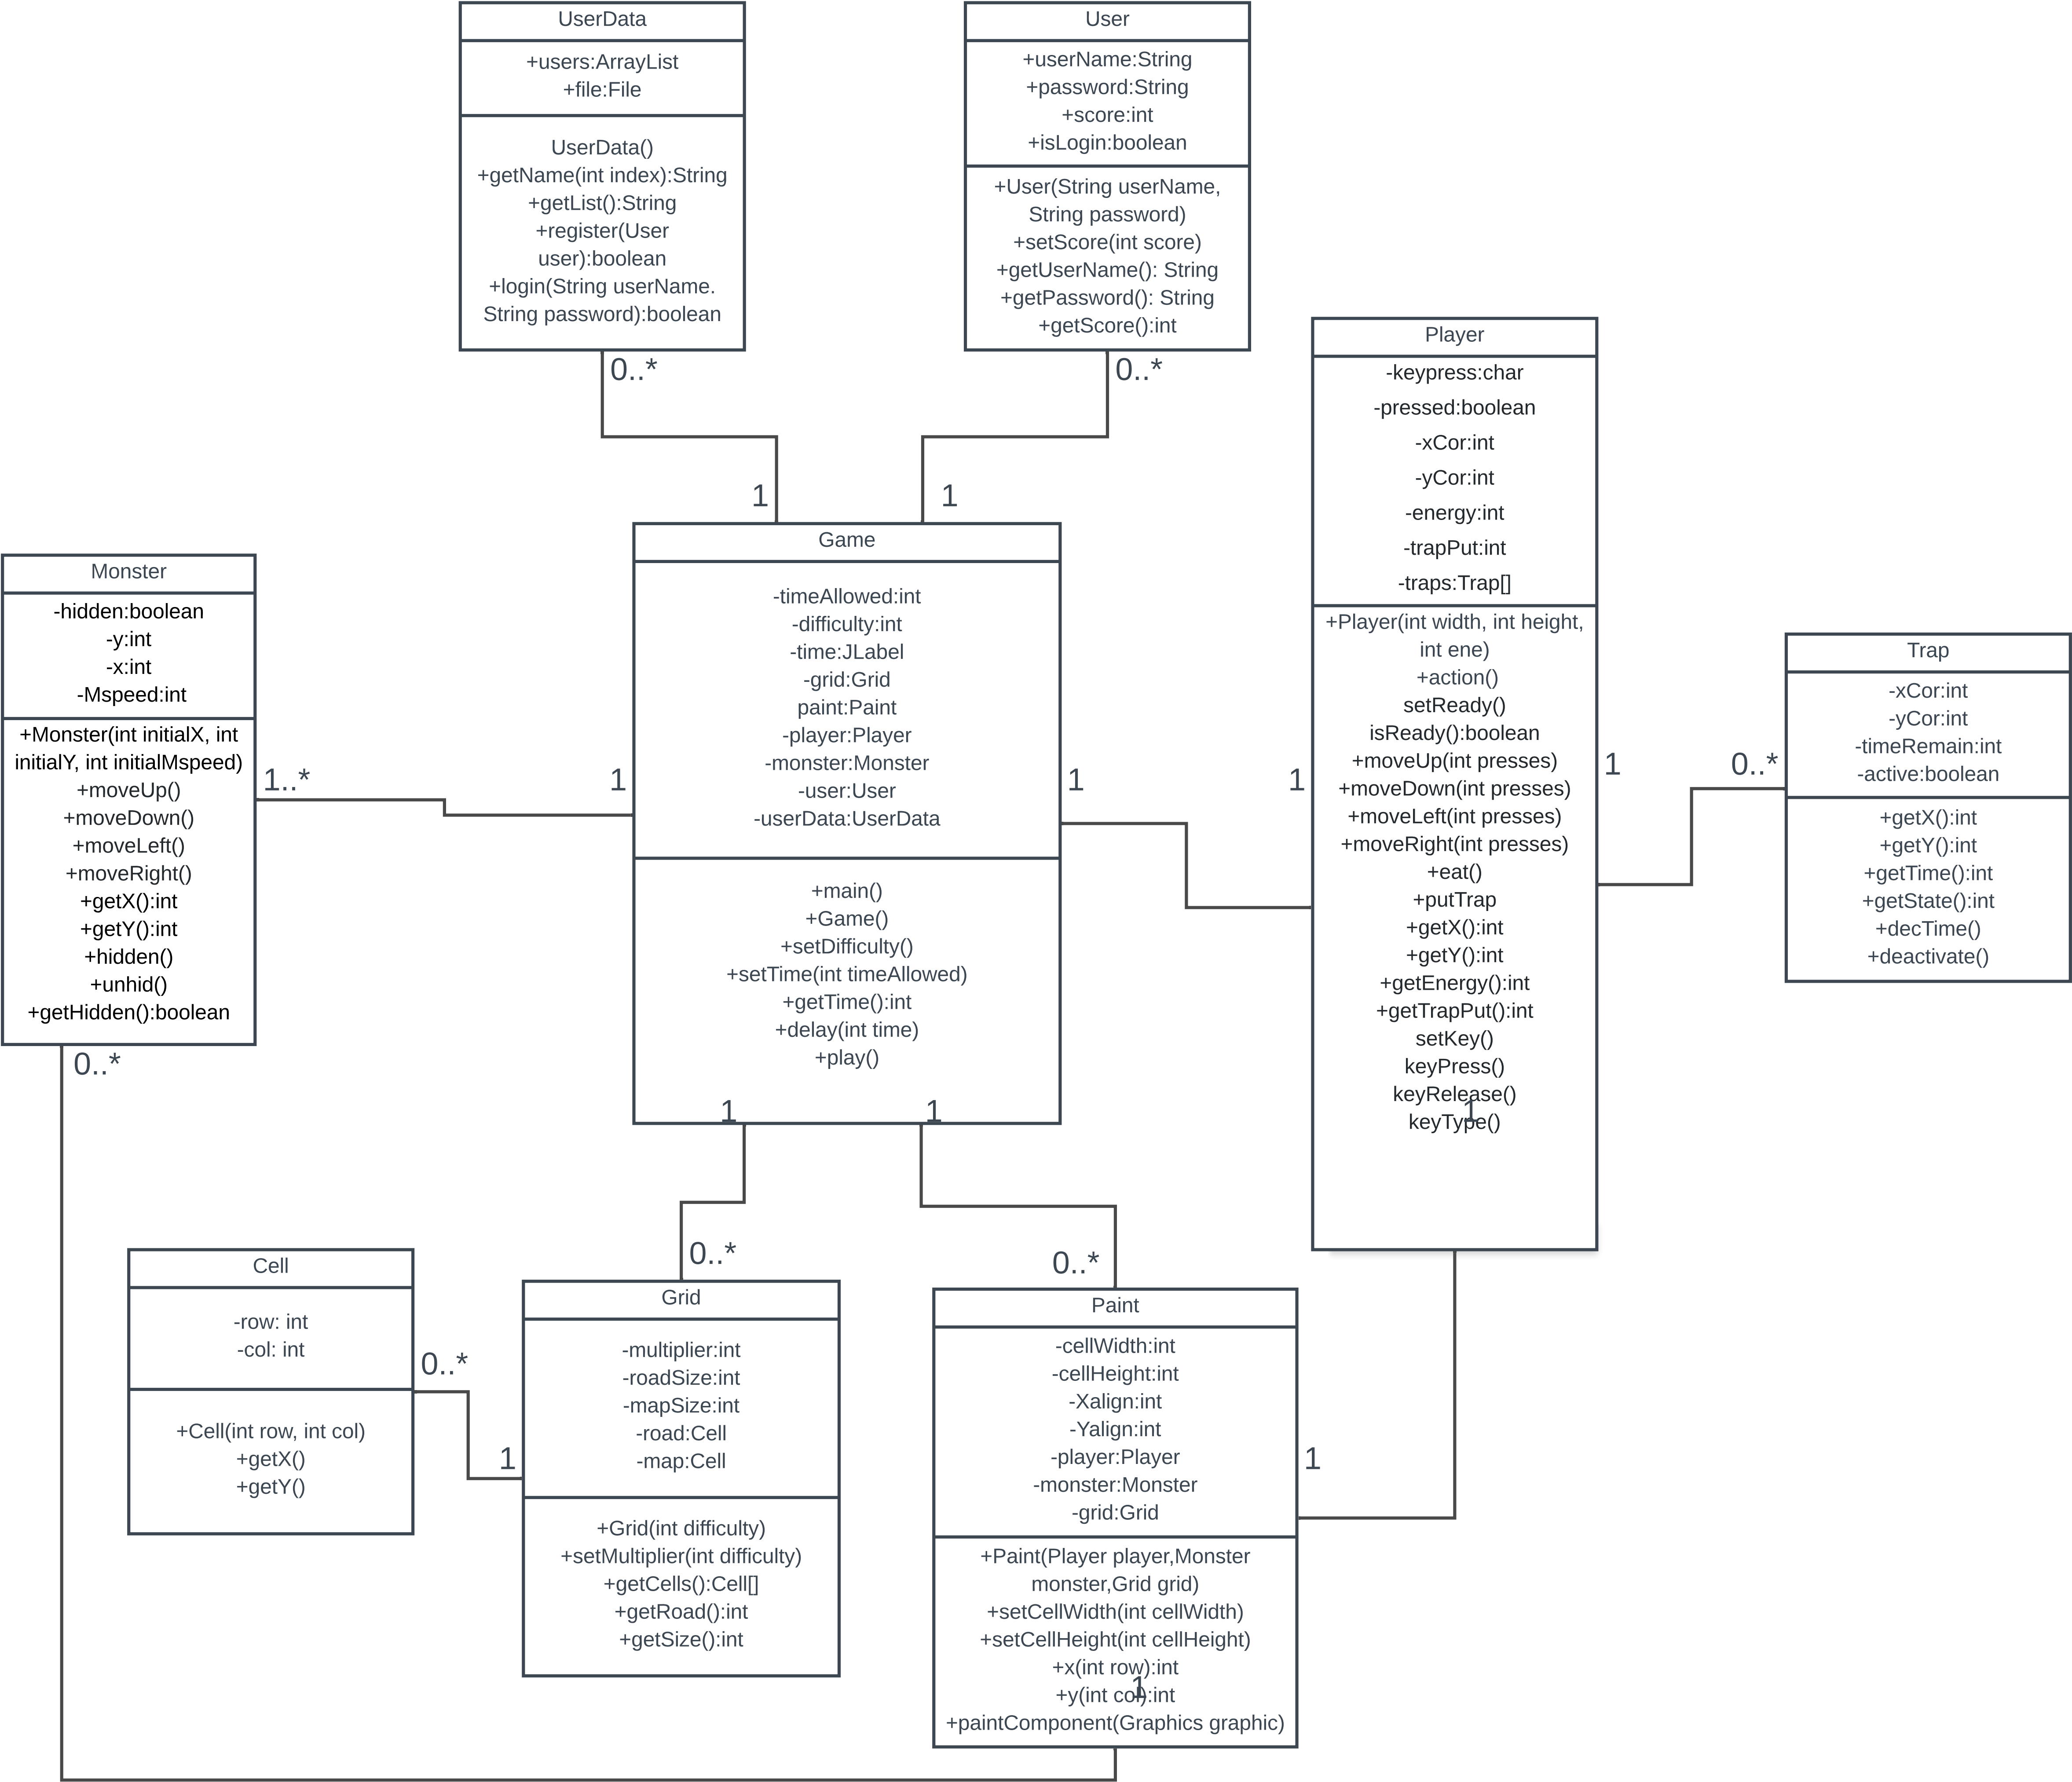 UserData
+users:ArrayList
+file:File
UserData()
+getName(int index):String
+getList():String
+register(User
user):boolean
+login(String userName.
String password):boolean
0..*
User
+userName:String
+password:String
+score:int
+isLogin:boolean
+User(String userName,
String password)
+setScore(int score)
+getUserName(): String
+getPassword(): String
+getScore():int
0..*
1
1
Monster
-hidden:boolean
-y:int
-x:int
-Mspeed:int
+Monster(int initialX, int
initialY, int initialMspeed)
+moveUp()
+moveDown()
+moveLeft()
+moveRight()
+getX():int
+getY():int
+hidden()
+unhid()
+getHidden():boolean
1..*
0..*
1
Game
-timeAllowed:int
-difficulty:int
-time:JLabel
-grid:Grid
paint:Paint
-player:Player
-monster:Monster
-user:User
-userData:UserData
+main()
+Game()
+setDifficulty()
+setTime(int timeAllowed)
+getTime():int
+delay(int time)
+play()
1
1
1
1
Player
-keypress:char
-pressed:boolean
-xCor:int
-yCor:int
-energy:int
-trapPut:int
-traps:Trap[]
+Player(int width, int height,
int ene)
+action()
setReady()
isReady():boolean
+moveUp(int presses)
+moveDown(int presses)
+moveLeft(int presses)
+moveRight(int presses)
+eat()
+putTrap
+getX():int
+getY():int
+getEnergy():int
+getTrapPut():int
setKey()
keyPress()
keyRelease()
keyType()
1
1
0..*
Trap
-xCor:int
-yCor:int
-timeRemain:int
-active:boolean
+getX():int
+getY():int
+getTime():int
+getState():int
+decTime()
+deactivate()
Cell
-row: int
-col: int
+Cell(int row, int col)
+getX()
+getY()
0..*
1
0..*
Grid
-multiplier:int
-roadSize:int
-mapSize:int
-road:Cell
-map:Cell
+Grid(int difficulty)
+setMultiplier(int difficulty)
+getCells():Cell[]
+getRoad():int
+getSize():int
0..*
Paint
-cellWidth:int
-cellHeight:int
-Xalign:int
-Yalign:int
-player:Player
-monster:Monster
-grid:Grid
+Paint(Player player,Monster
monster,Grid grid)
+setCellWidth(int cellWidth)
+setCellHeight(int cellHeight)
+x(int row):int
+y(int col):int
+paintComponent(Graphics graphic)
1
1